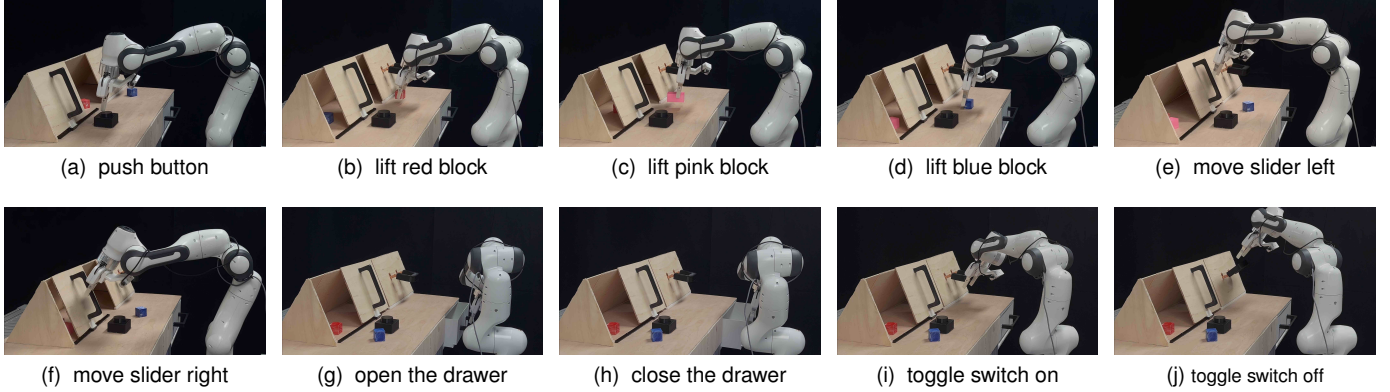 (a) push button
(b) lift red block
(c) lift pink block
(d) lift blue block
(e) move slider left
(f) move slider right
(g) open the drawer
(h) close the drawer
(i) toggle switch on
(j) toggle switch off